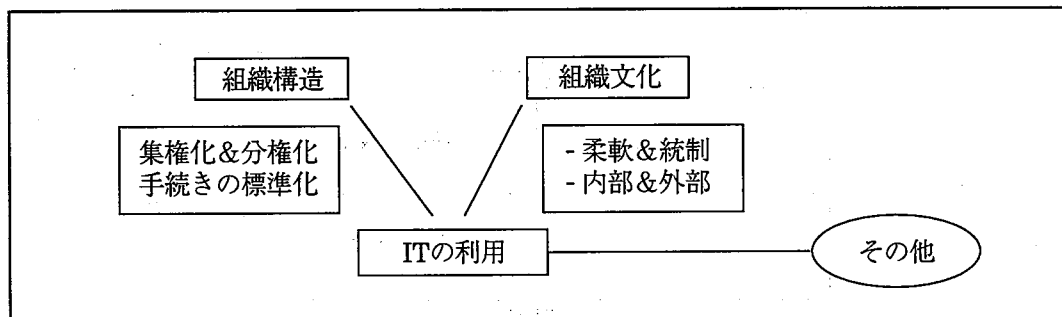 組織構造
組織文化
集権化&分権化
手続きの標準化
- 柔軟&統制
- 内部&外部
ITの利用
その他